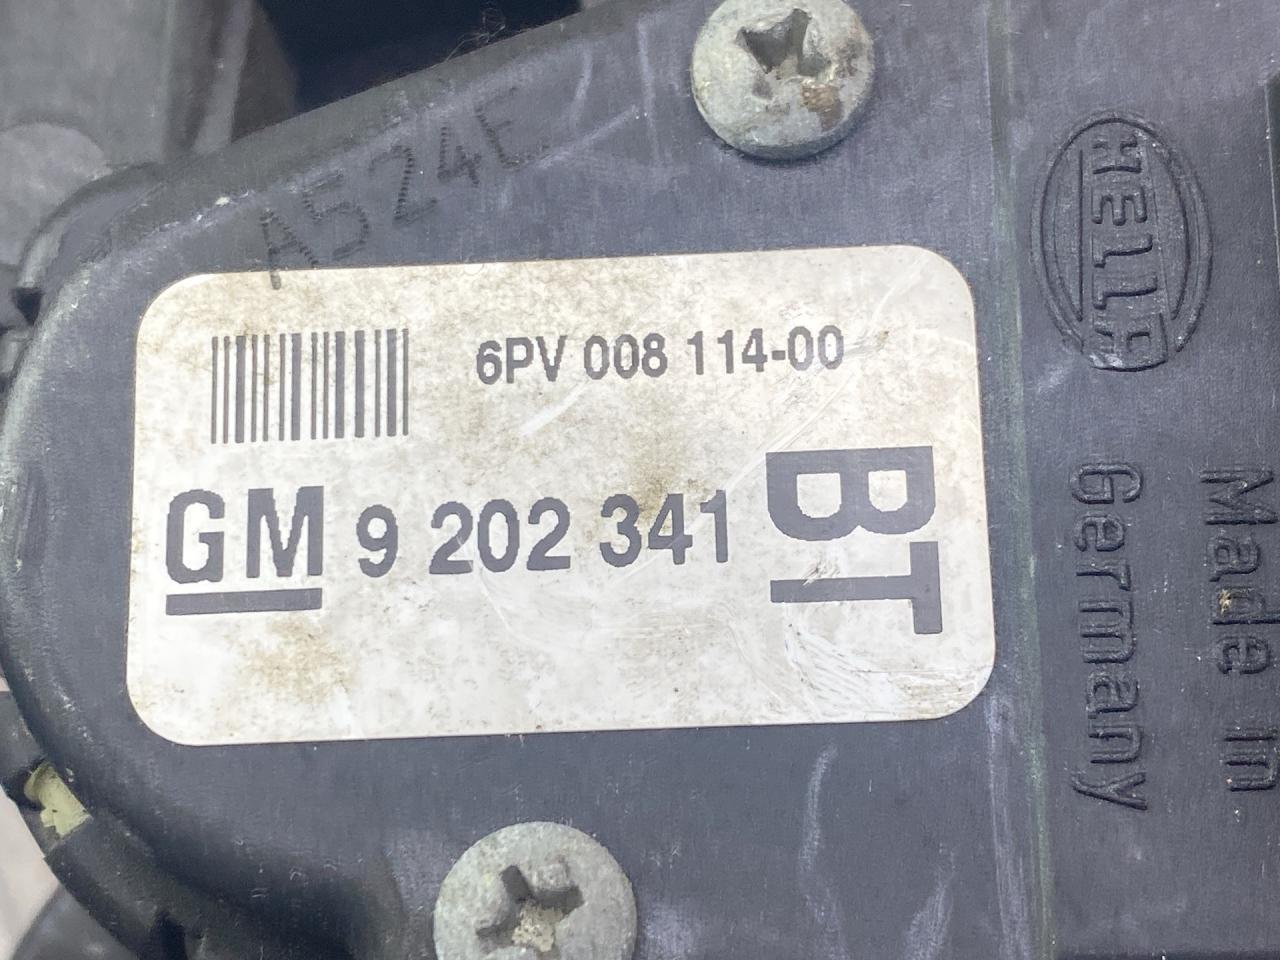 A524E
6PV 008 114-00
GM 9 202 341
BT
HELLA
Made in
Germany